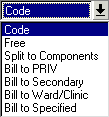 Code
Code
Free
Split to Components
Bill to PRIV
Bill to Secondary
Bill to Ward/Clinic
Bill to Specified